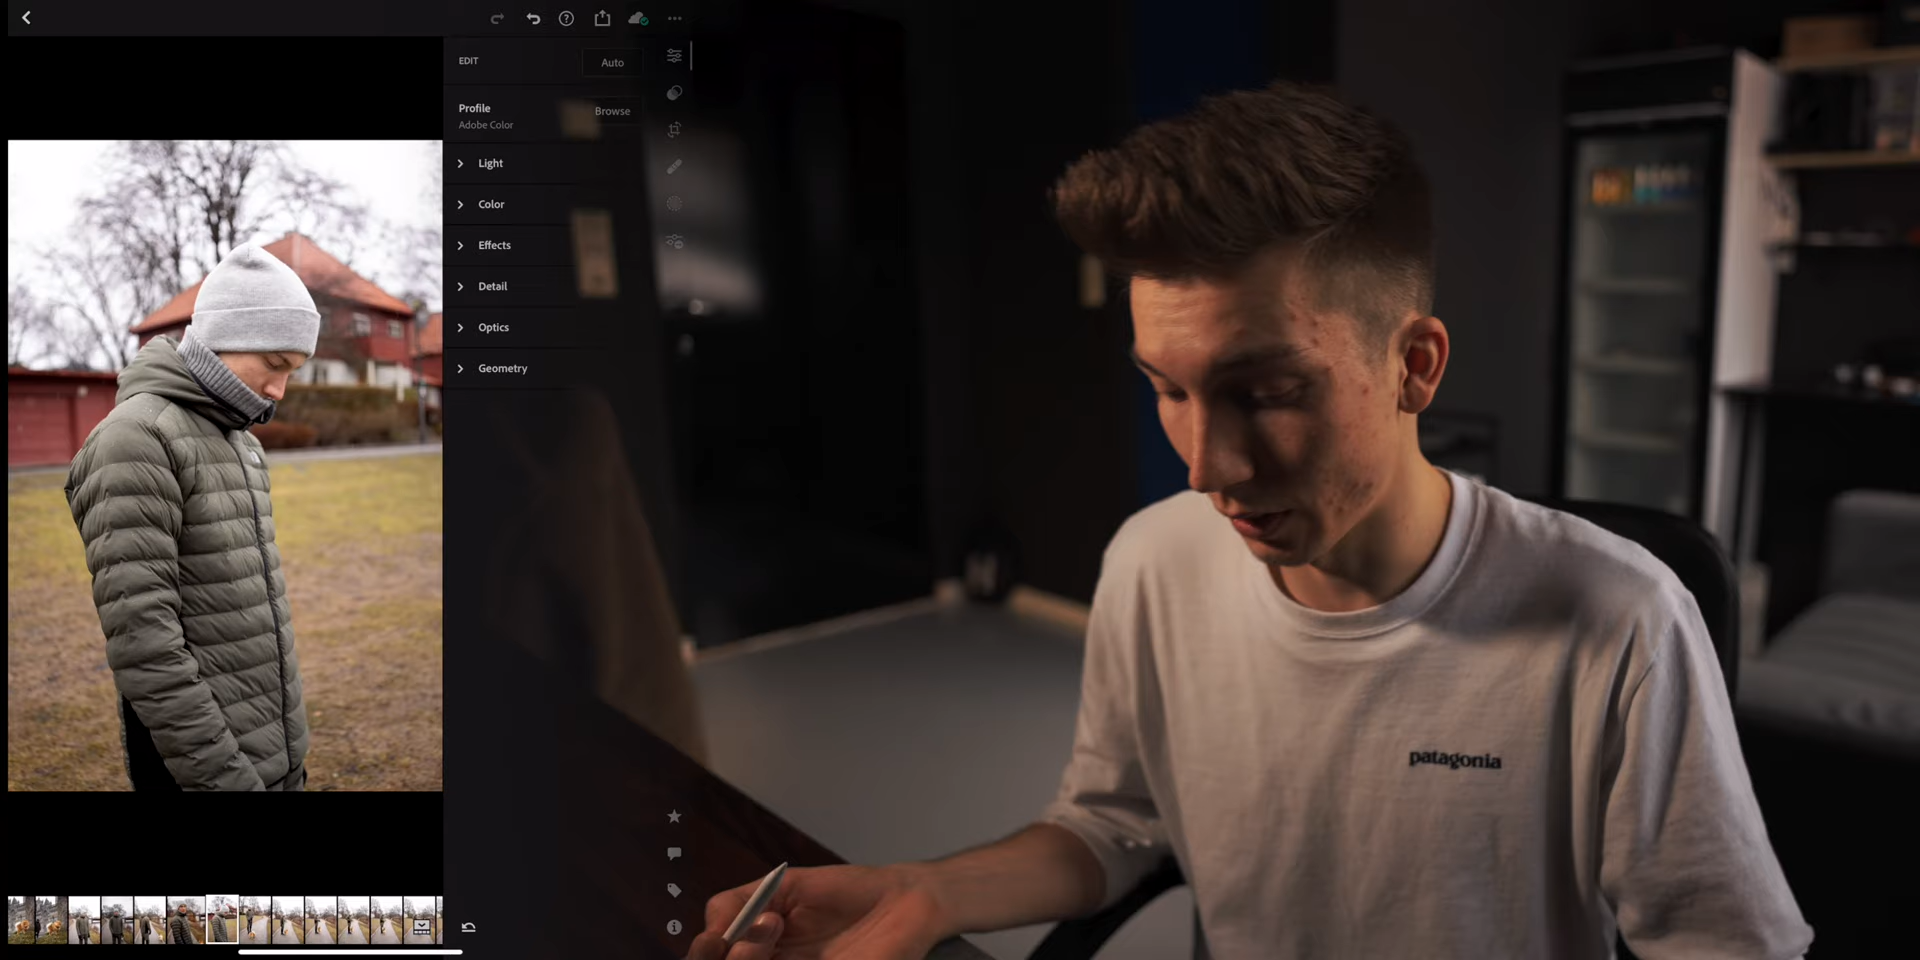 EDIT
Auto
Profile
Adobe Color
Browse
Light
Color
Effects
Detail
Optics
Geometry
patagonia